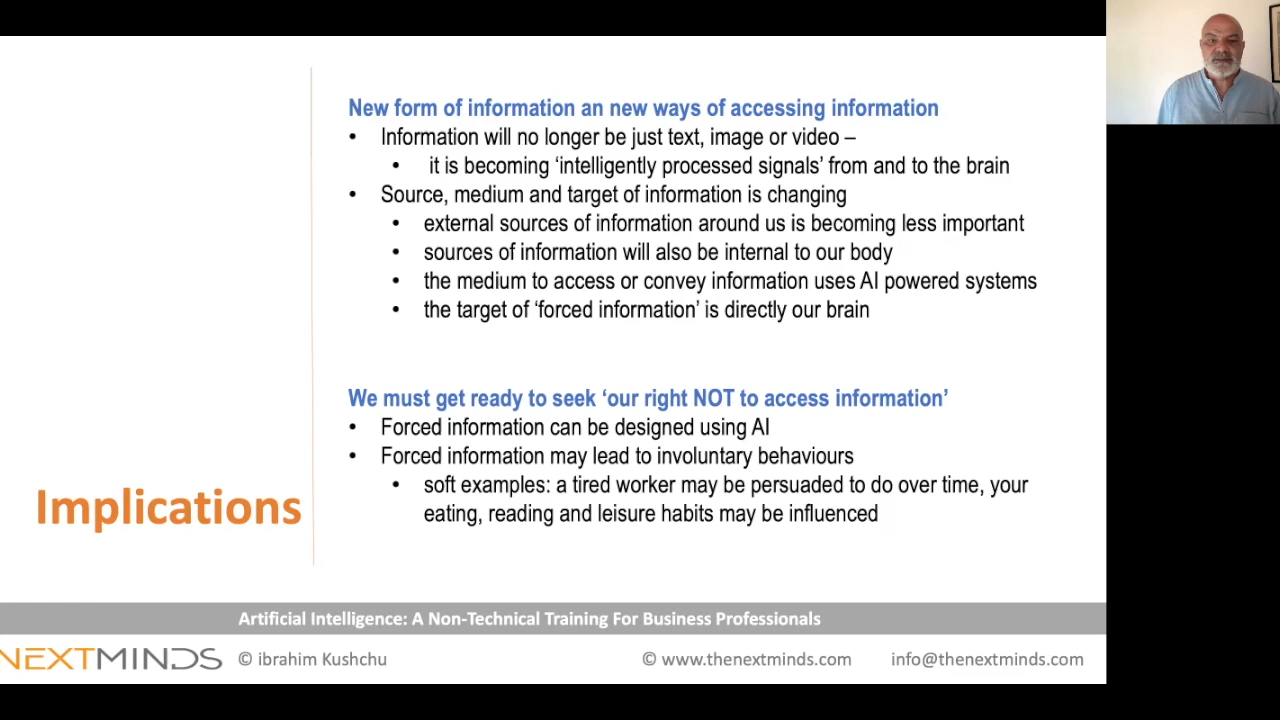 New form of information an new ways of accessing information
• Information will no longer be just text, image or video –
• it is becoming ‘intelligently processed signals’ from and to the brain
• Source, medium and target of information is changing
• external sources of information around us is becoming less important
• sources of information will also be internal to our body
• the medium to access or convey information uses AI powered systems
• the target of ‘forced information’ is directly our brain
We must get ready to seek ‘our right NOT to access information’
• Forced information can be designed using AI
• Forced information may lead to involuntary behaviours
• soft examples: a tired worker may be persuaded to do over time, your
eating, reading and leisure habits may be influenced
Implications
Artificial Intelligence: A Non-Technical Training For Business Professionals
NEXTMINDS © ibrahim Kushchu © www.thenextminds.com info@thenextminds.com